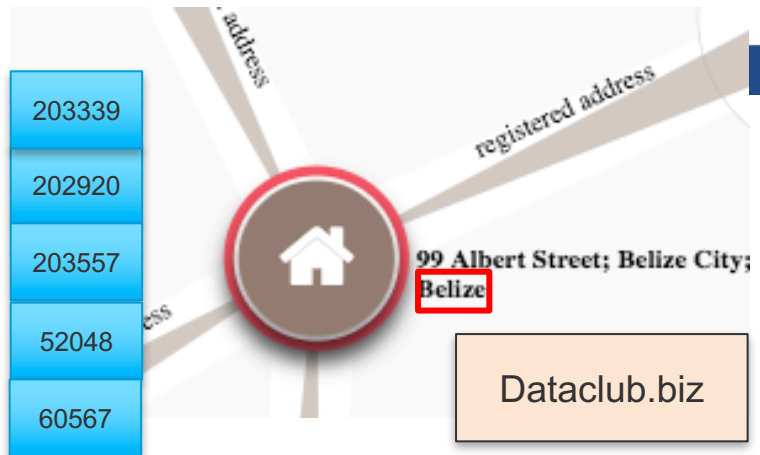 address
registered address
203339
202920
203557
52048
60567
99 Albert Street; Belize City;
Belize
ess
Dataclub.biz